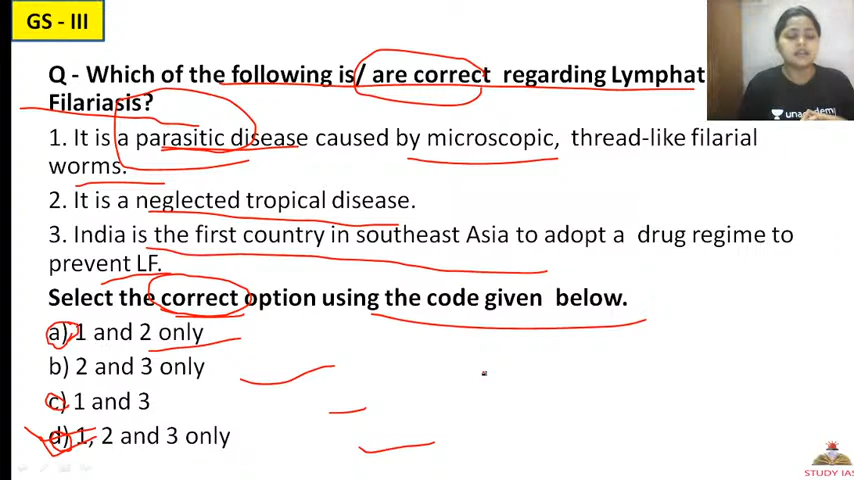 GS - III
Q - Which of the following is/ are correct regarding Lymphat
Filariasis?
1. It is a parasitic disease caused by microscopic, thread-like filarial
worms.
2. It is a neglected tropical disease.
3. India is the first country in southeast Asia to adopt a drug regime to
prevent LF.
Select the correct option using the code given below.
a) 1 and 2 only
b) 2 and 3 only
c) 1 and 3
d) 1, 2 and 3 only
unacademy
STUDY IAS